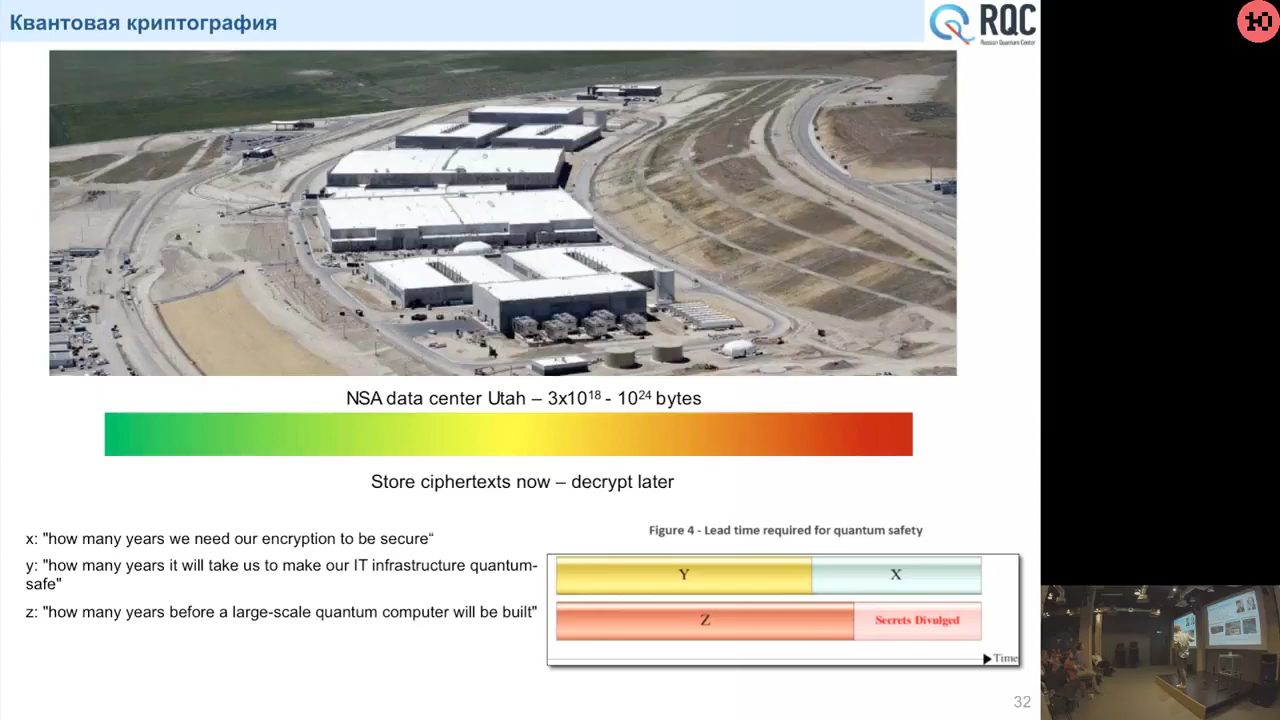 Квантовая криптография
RQC
Russian Quantum Center
Ю
NSA data center Utah – 3x10¹⁸ - 10²⁴ bytes
Store ciphertexts now – decrypt later
x: "how many years we need our encryption to be secure“
y: "how many years it will take us to make our IT infrastructure quantum-
safe"
z: "how many years before a large-scale quantum computer will be built"
Figure 4 - Lead time required for quantum safety
Y
X
Z
Secrets Divulged
Time
32